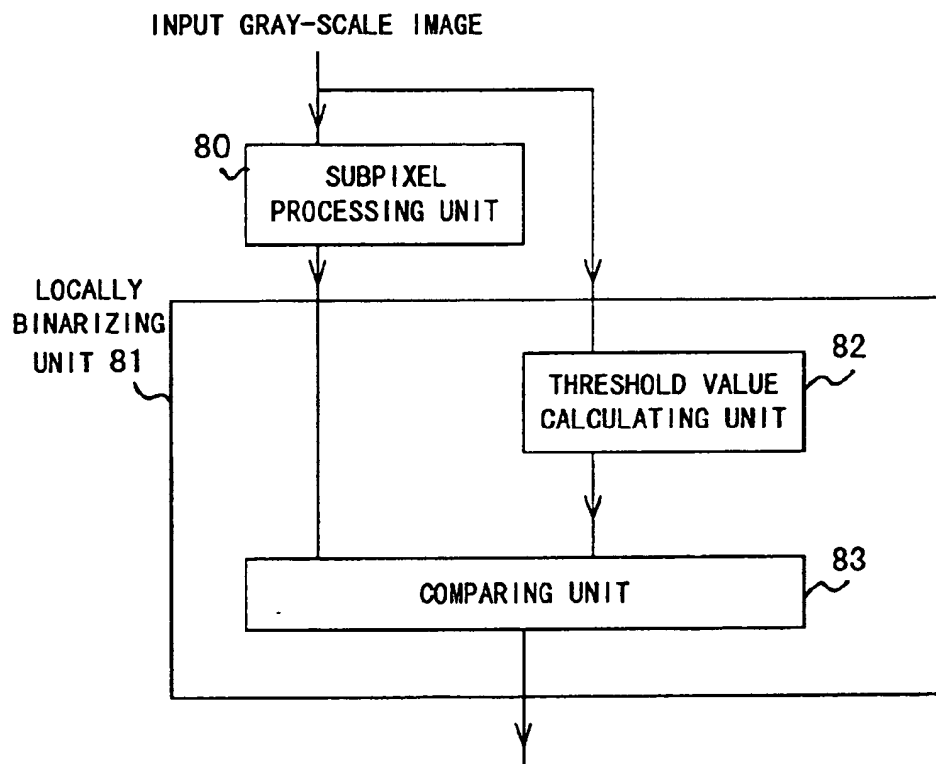 INPUT GRAY-SCALE IMAGE
80
SUBPIXEL
PROCESSING UNIT
LOCALLY
BINARIZING
UNIT 81
82
THRESHOLD VALUE
CALCULATING UNIT
83
COMPARING UNIT